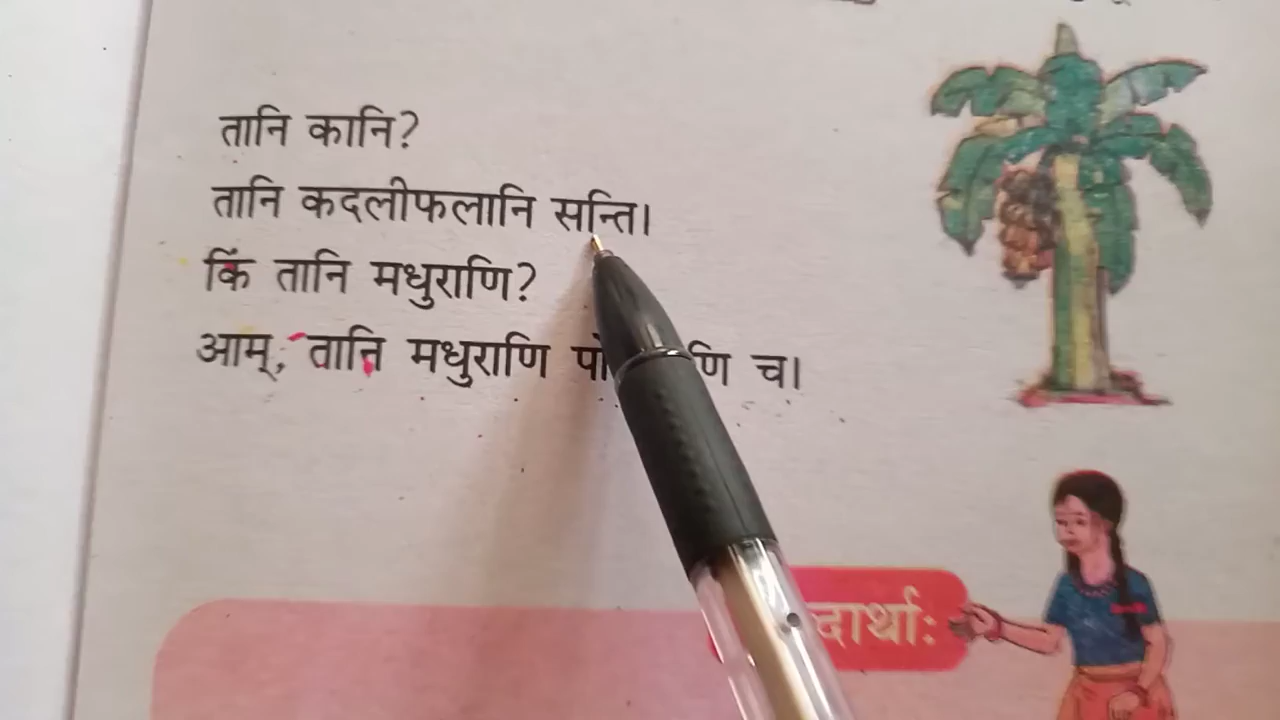 तानि कानि?
तानि कदलीफलानि सन्ति।
किं तानि मधुराणि?
आम्, तानि मधुराणि च।